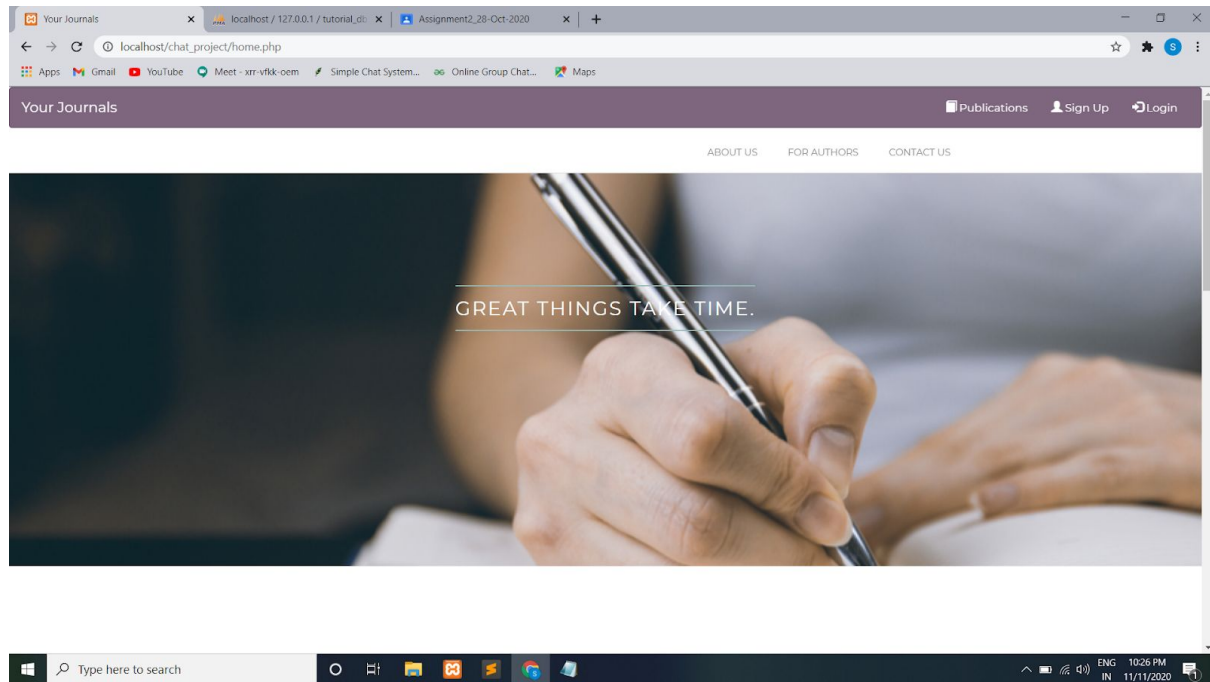 Your Journals
localhost / 127.0.0.1 / tutorial_db
Assignment2_28-Oct-2020
localhost/chat_project/home.php
S
Apps
Gmail
YouTube
Meet - xrr-vfkk-oem
Simple Chat System...
Online Group Chat...
Maps
Your Journals
Publications
Sign Up
Login
ABOUT US
FOR AUTHORS
CONTACT US
GREAT THINGS TAKE TIME.
Type here to search
ENG
IN
10:26 PM
11/11/2020
1